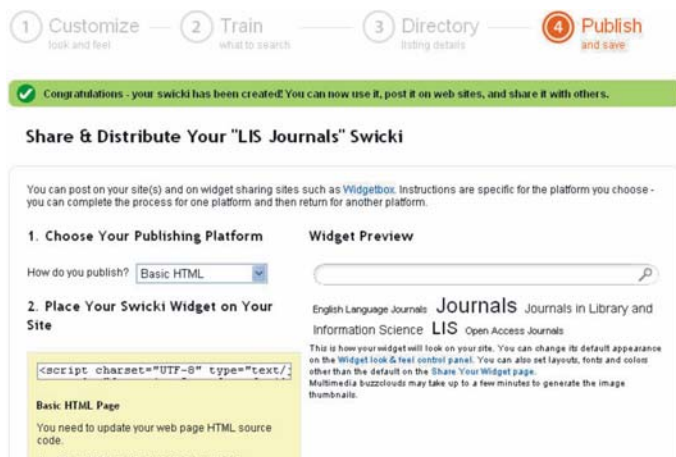 1 Customize 2 Train 3 Directory 4 Publish
look and feel what to search listing details and save
Congratulations - your swicki has been created! You can now use it, post it on web sites, and share it with others.
Share & Distribute Your "LIS Journals" Swicki
You can post on your site(s) and on widget sharing sites such as Widgetbox. Instructions are specific for the platform you choose -
you can complete the process for one platform and then return for another platform.
1. Choose Your Publishing Platform
How do you publish? Basic HTML
2. Place Your Swicki Widget on Your
Site
<script charset="UTF-8" type="text/j
Basic HTML Page
You need to update your web page HTML source
code.
Widget Preview
English Language Journals Journals Journals in Library and
Information Science LIS Open Access Journals
This is how your widget will look on your site. You can change its default appearance
on the Widget look & feel control panel. You can also set layouts, fonts and colors
other than the default on the Share Your Widget page.
Multimedia buzzclouds may take up to a few minutes to generate the image
thumbnails.